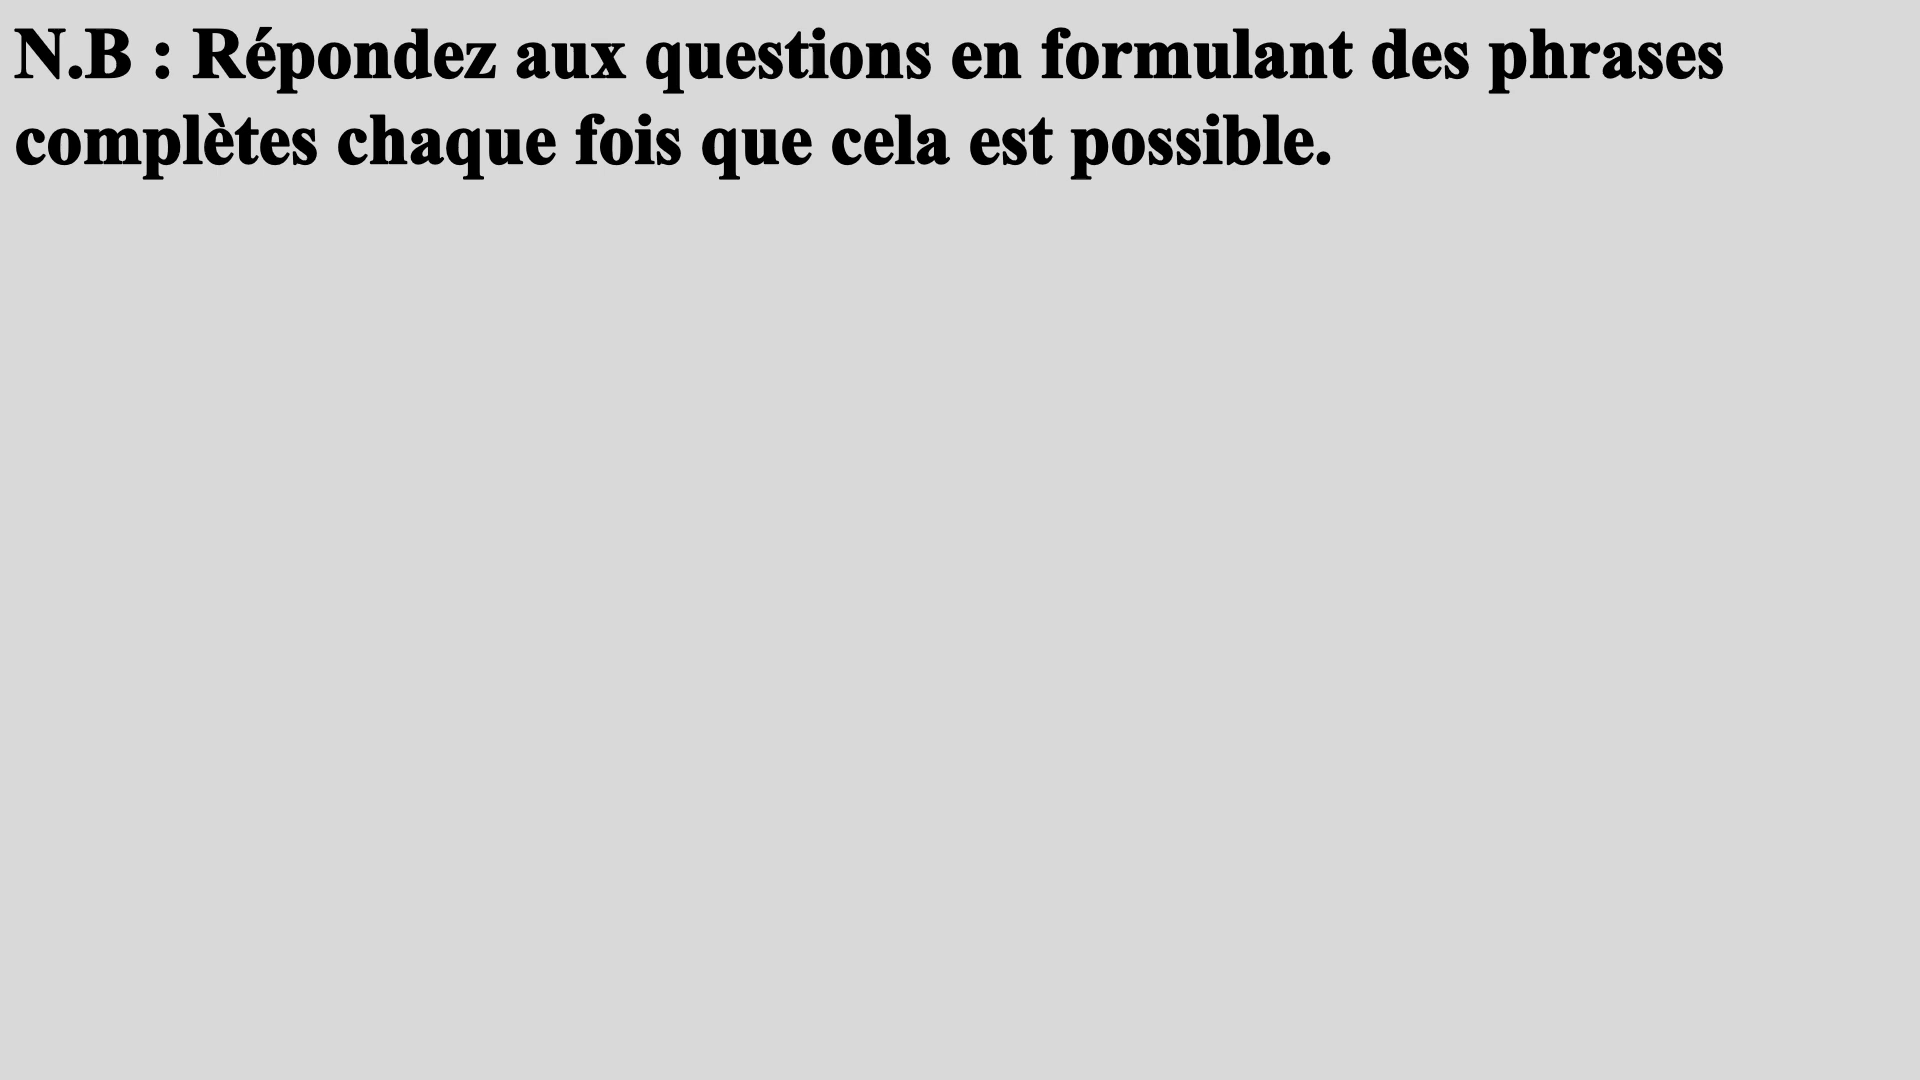 N.B : Répondez aux questions en formulant des phrases
complètes chaque fois que cela est possible.